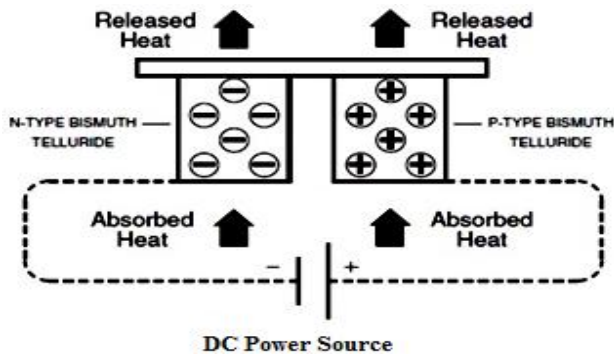 Released
Heat
Released
Heat
N-TYPE BISMUTH
TELLURIDE
P-TYPE BISMUTH
TELLURIDE
Absorbed
Heat
Absorbed
Heat
− +
DC Power Source